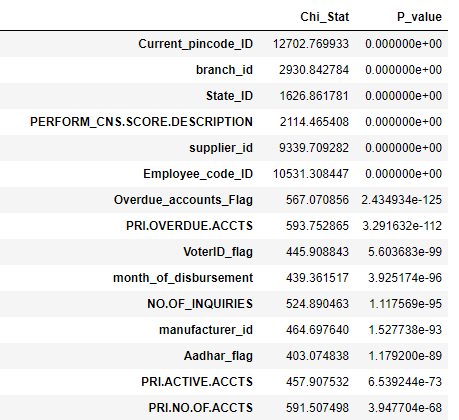 Chi_Stat P_value
Current_pincode_ID 12702.769933 0.000000e+00
branch_id 2930.842784 0.000000e+00
State_ID 1626.861781 0.000000e+00
PERFORM_CNS.SCORE.DESCRIPTION 2114.465408 0.000000e+00
supplier_id 9339.709282 0.000000e+00
Employee_code_ID 10531.308447 0.000000e+00
Overdue_accounts_Flag 567.070856 2.434934e-125
PRI.OVERDUE.ACCTS 593.752865 3.291632e-112
VoterID_flag 445.908843 5.603683e-99
month_of_disbursement 439.361517 3.925174e-96
NO.OF_INQUIRIES 524.890463 1.117569e-95
manufacturer_id 464.697640 1.527738e-93
Aadhar_flag 403.074838 1.179200e-89
PRI.ACTIVE.ACCTS 457.907532 6.539244e-73
PRI.NO.OF.ACCTS 591.507498 3.947704e-68